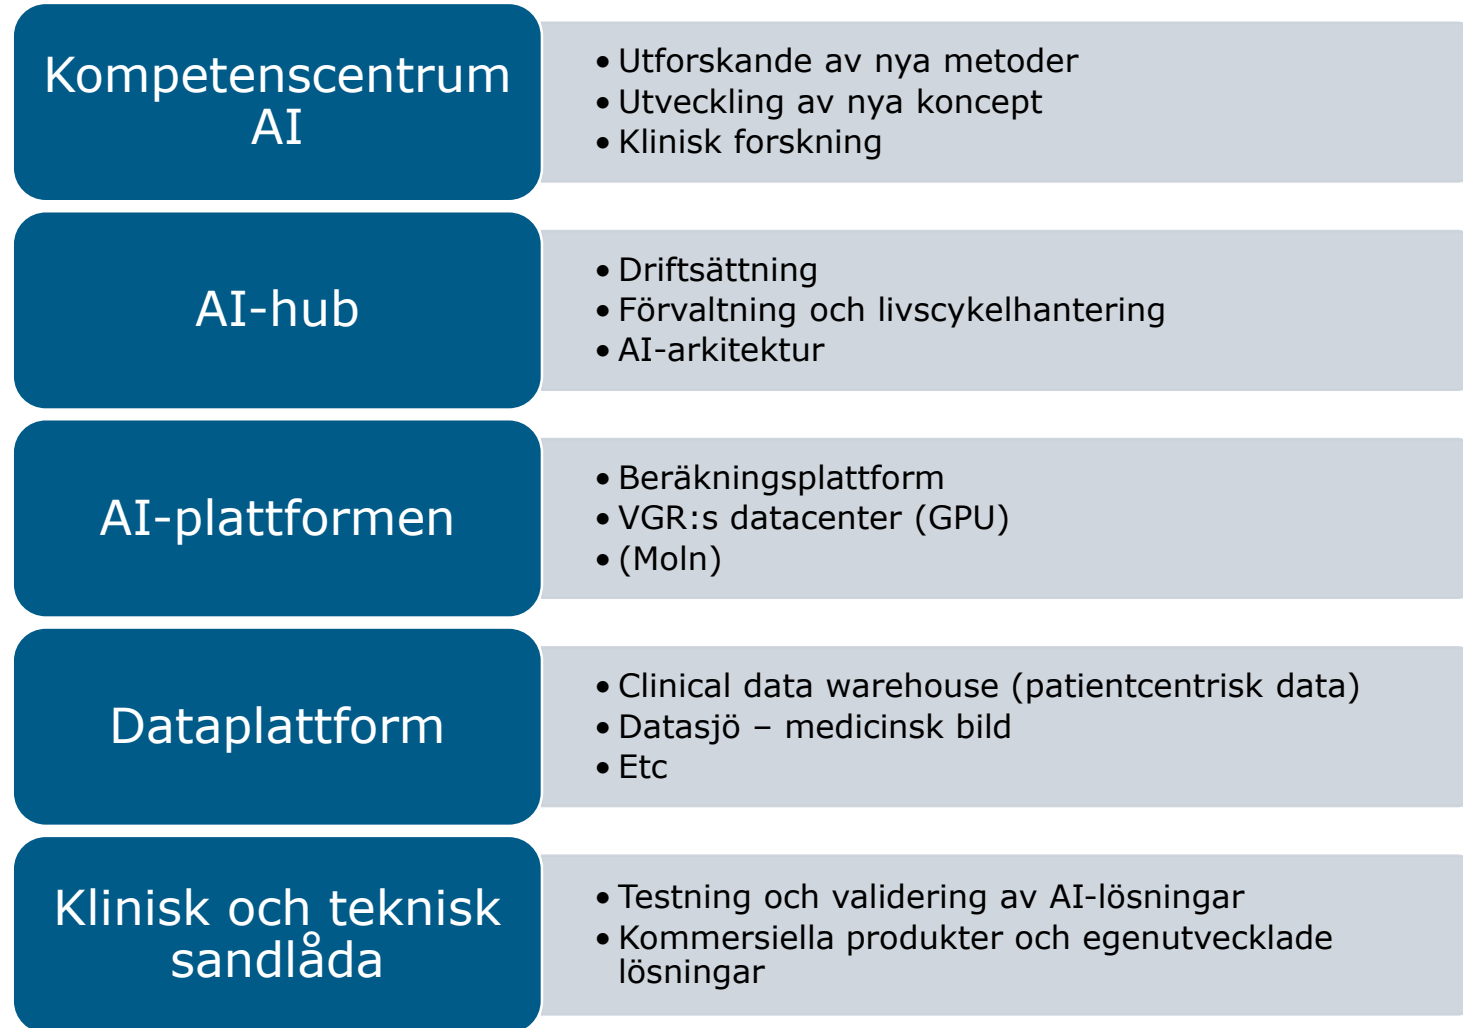 Kompetenscentrum
AI
• Utforskande av nya metoder
• Utveckling av nya koncept
• Klinisk forskning
AI-hub
• Driftsättning
• Förvaltning och livscykelhantering
• AI-arkitektur
AI-plattformen
• Beräkningsplattform
• VGR:s datacenter (GPU)
• (Moln)
Dataplattform
• Clinical data warehouse (patientcentrisk data)
• Datasjö – medicinsk bild
• Etc
Klinisk och teknisk
sandlåda
• Testning och validering av AI-lösningar
• Kommersiella produkter och egenutvecklade
lösningar